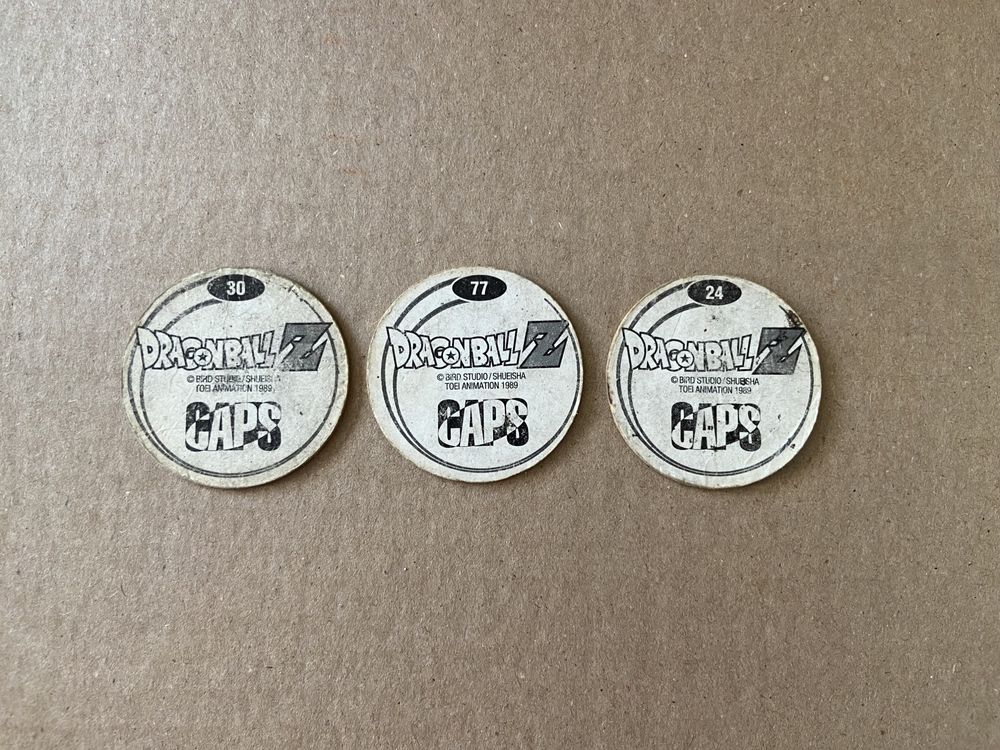 30
DRAGONBALL Z
© BIRD STUDIO / SHUEISHA
TOEI ANIMATION 1989
CAPS
77
DRAGONBALL Z
© BIRD STUDIO / SHUEISHA
TOEI ANIMATION 1989
CAPS
24
DRAGONBALL Z
© BIRD STUDIO / SHUEISHA
TOEI ANIMATION 1989
CAPS